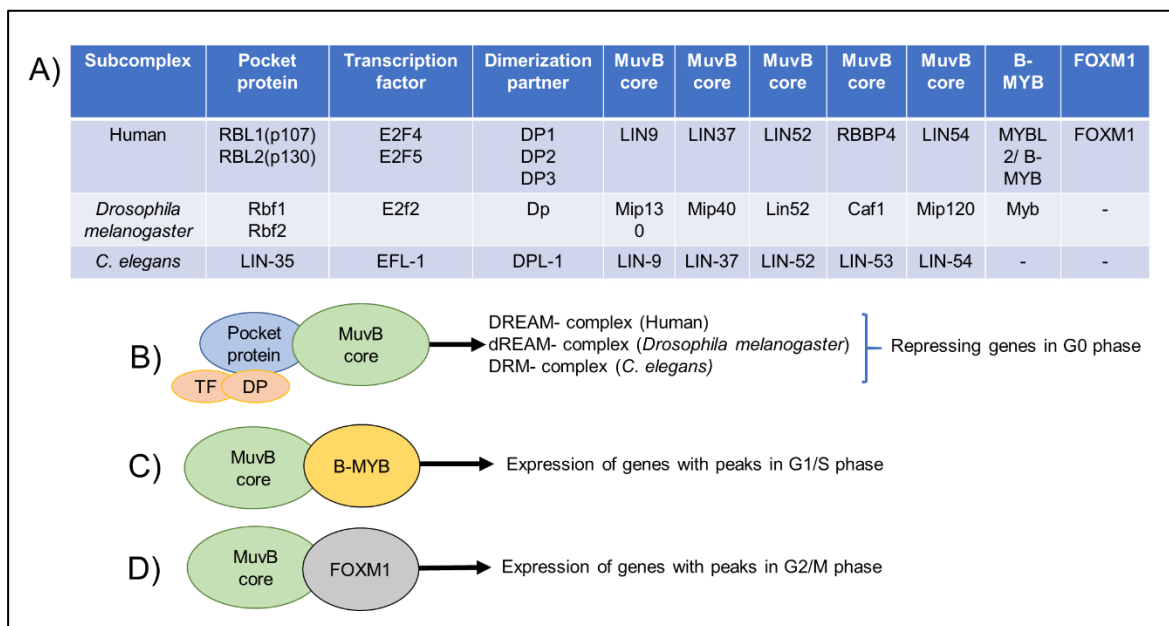 A)
Subcomplex Pocket protein Transcription factor Dimerization partner MuvB core MuvB core MuvB core MuvB core MuvB core B-MYB FOXM1
Human RBL1(p107) RBL2(p130) E2F4 E2F5 DP1 DP2 DP3 LIN9 LIN37 LIN52 RBBP4 LIN54 MYBL2/ B-MYB FOXM1
Drosophila melanogaster Rbf1 Rbf2 E2f2 Dp Mip130 Mip40 Lin52 Caf1 Mip120 Myb -
C. elegans LIN-35 EFL-1 DPL-1 LIN-9 LIN-37 LIN-52 LIN-53 LIN-54 - -
B)
Pocket protein
MuvB core
TF DP
DREAM- complex (Human)
dREAM- complex (Drosophila melanogaster)
DRM- complex (C. elegans)
Repressing genes in G0 phase
C)
MuvB core
B-MYB
Expression of genes with peaks in G1/S phase
D)
MuvB core
FOXM1
Expression of genes with peaks in G2/M phase